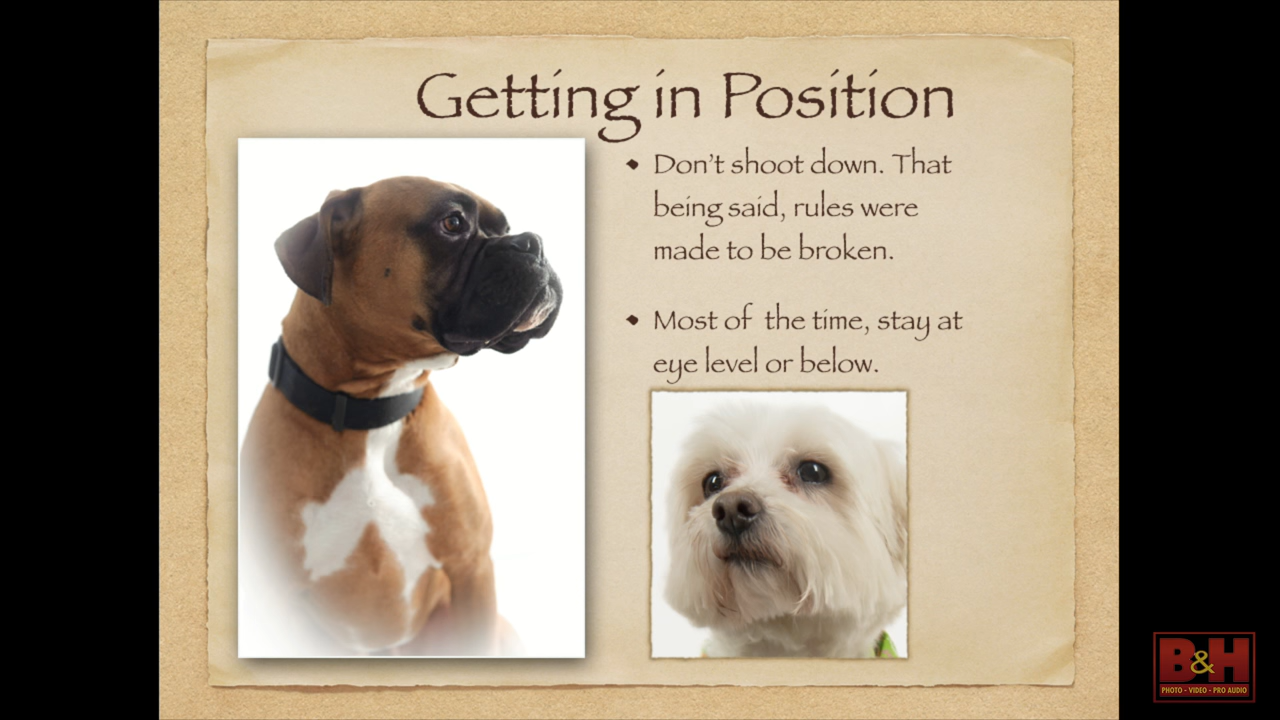 Getting in Position
• Don't shoot down. That
being said, rules were
made to be broken.
• Most of the time, stay at
eye level or below.
B&H
PHOTO - VIDEO - PRO AUDIO